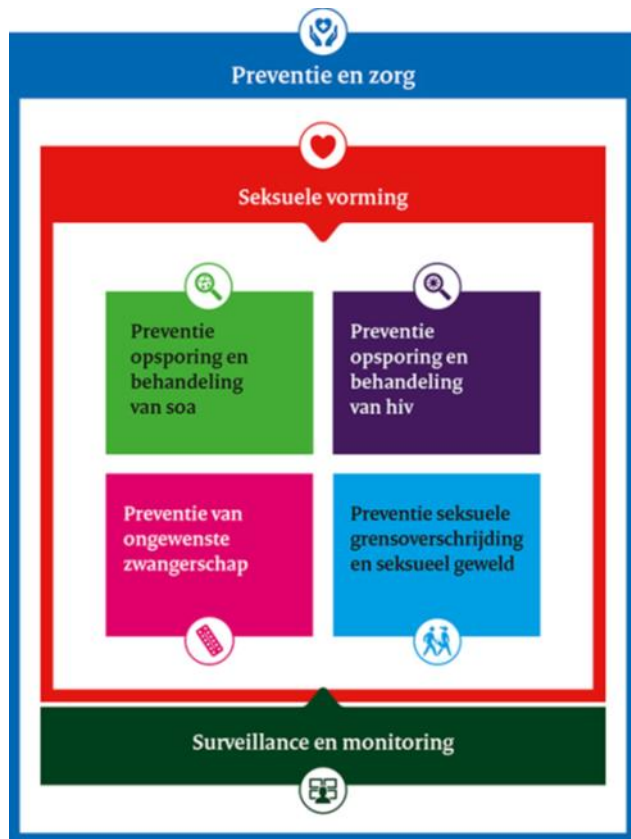 Preventie en zorg
Seksuele vorming
Preventie
opsporing en
behandeling
van soa
Preventie
opsporing en
behandeling
van hiv
Preventie van
ongewenste
zwangerschap
Preventie seksuele
grensoverschrijding
en seksueel geweld
Surveillance en monitoring